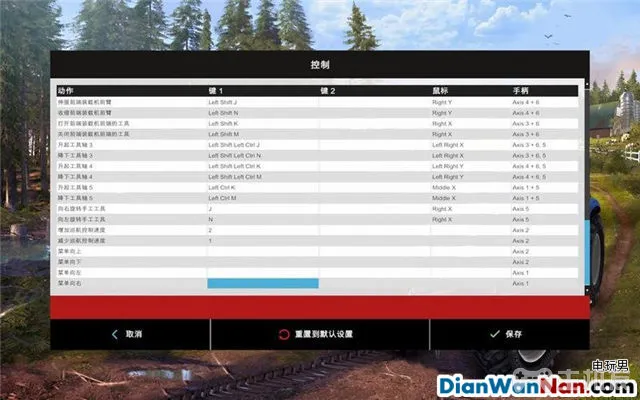 控制
动作 键 1 键 2 鼠标 手柄
伸展前端装载机前臂 Left Shift J Right Y Axis 4 + 6
收缩前端装载机前臂 Left Shift N Right Y Axis 4 + 6
打开前端装载机前端的工具 Left Shift K Right X Axis 3 + 6
关闭前端装载机前端的工具 Left Shift M Right X Axis 3 + 6
升起工具轴 3 Left Shift Left Ctrl J Left Right X Axis 3 + 6, 5
降下工具轴 3 Left Shift Left Ctrl N Left Right X Axis 3 + 6, 5
升起工具轴 4 Left Shift Left Ctrl K Left Right Y Axis 4 + 6, 5
降下工具轴 4 Left Shift Left Ctrl M Left Right Y Axis 4 + 6, 5
升起工具轴 5 Left Ctrl K Middle X Axis 1 + 5
降下工具轴 5 Left Ctrl M Middle X Axis 1 + 5
向右旋转手工工具 J Right X Axis 5
向左旋转手工工具 N Right X Axis 5
增加巡航控制速度 2 Axis 2
减少巡航控制速度 1 Axis 2
菜单向上 Axis 2
菜单向下 Axis 2
菜单向左 Axis 1
菜单向右 Axis 1
取消 重置到默认设置 保存
电玩男
DianWanNan.com